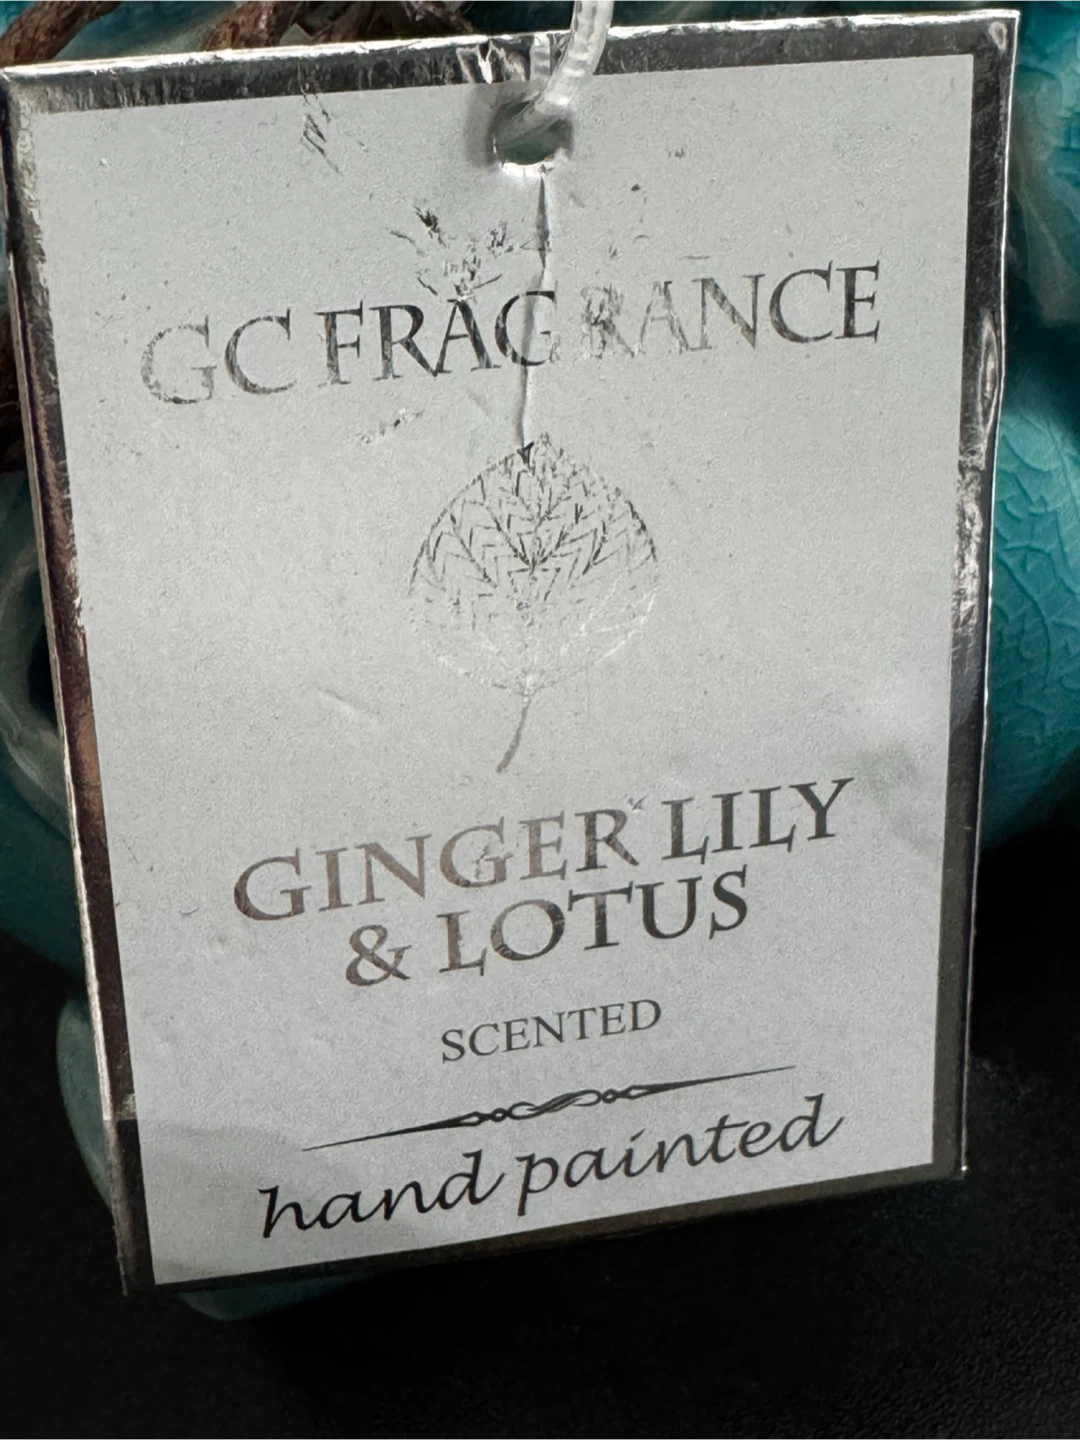 GC FRAGRANCE
GINGER LILY
& LOTUS
SCENTED
hand painted